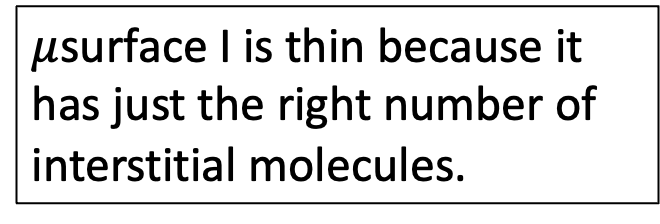 𝜇surface I is thin because it
has just the right number of
interstitial molecules.